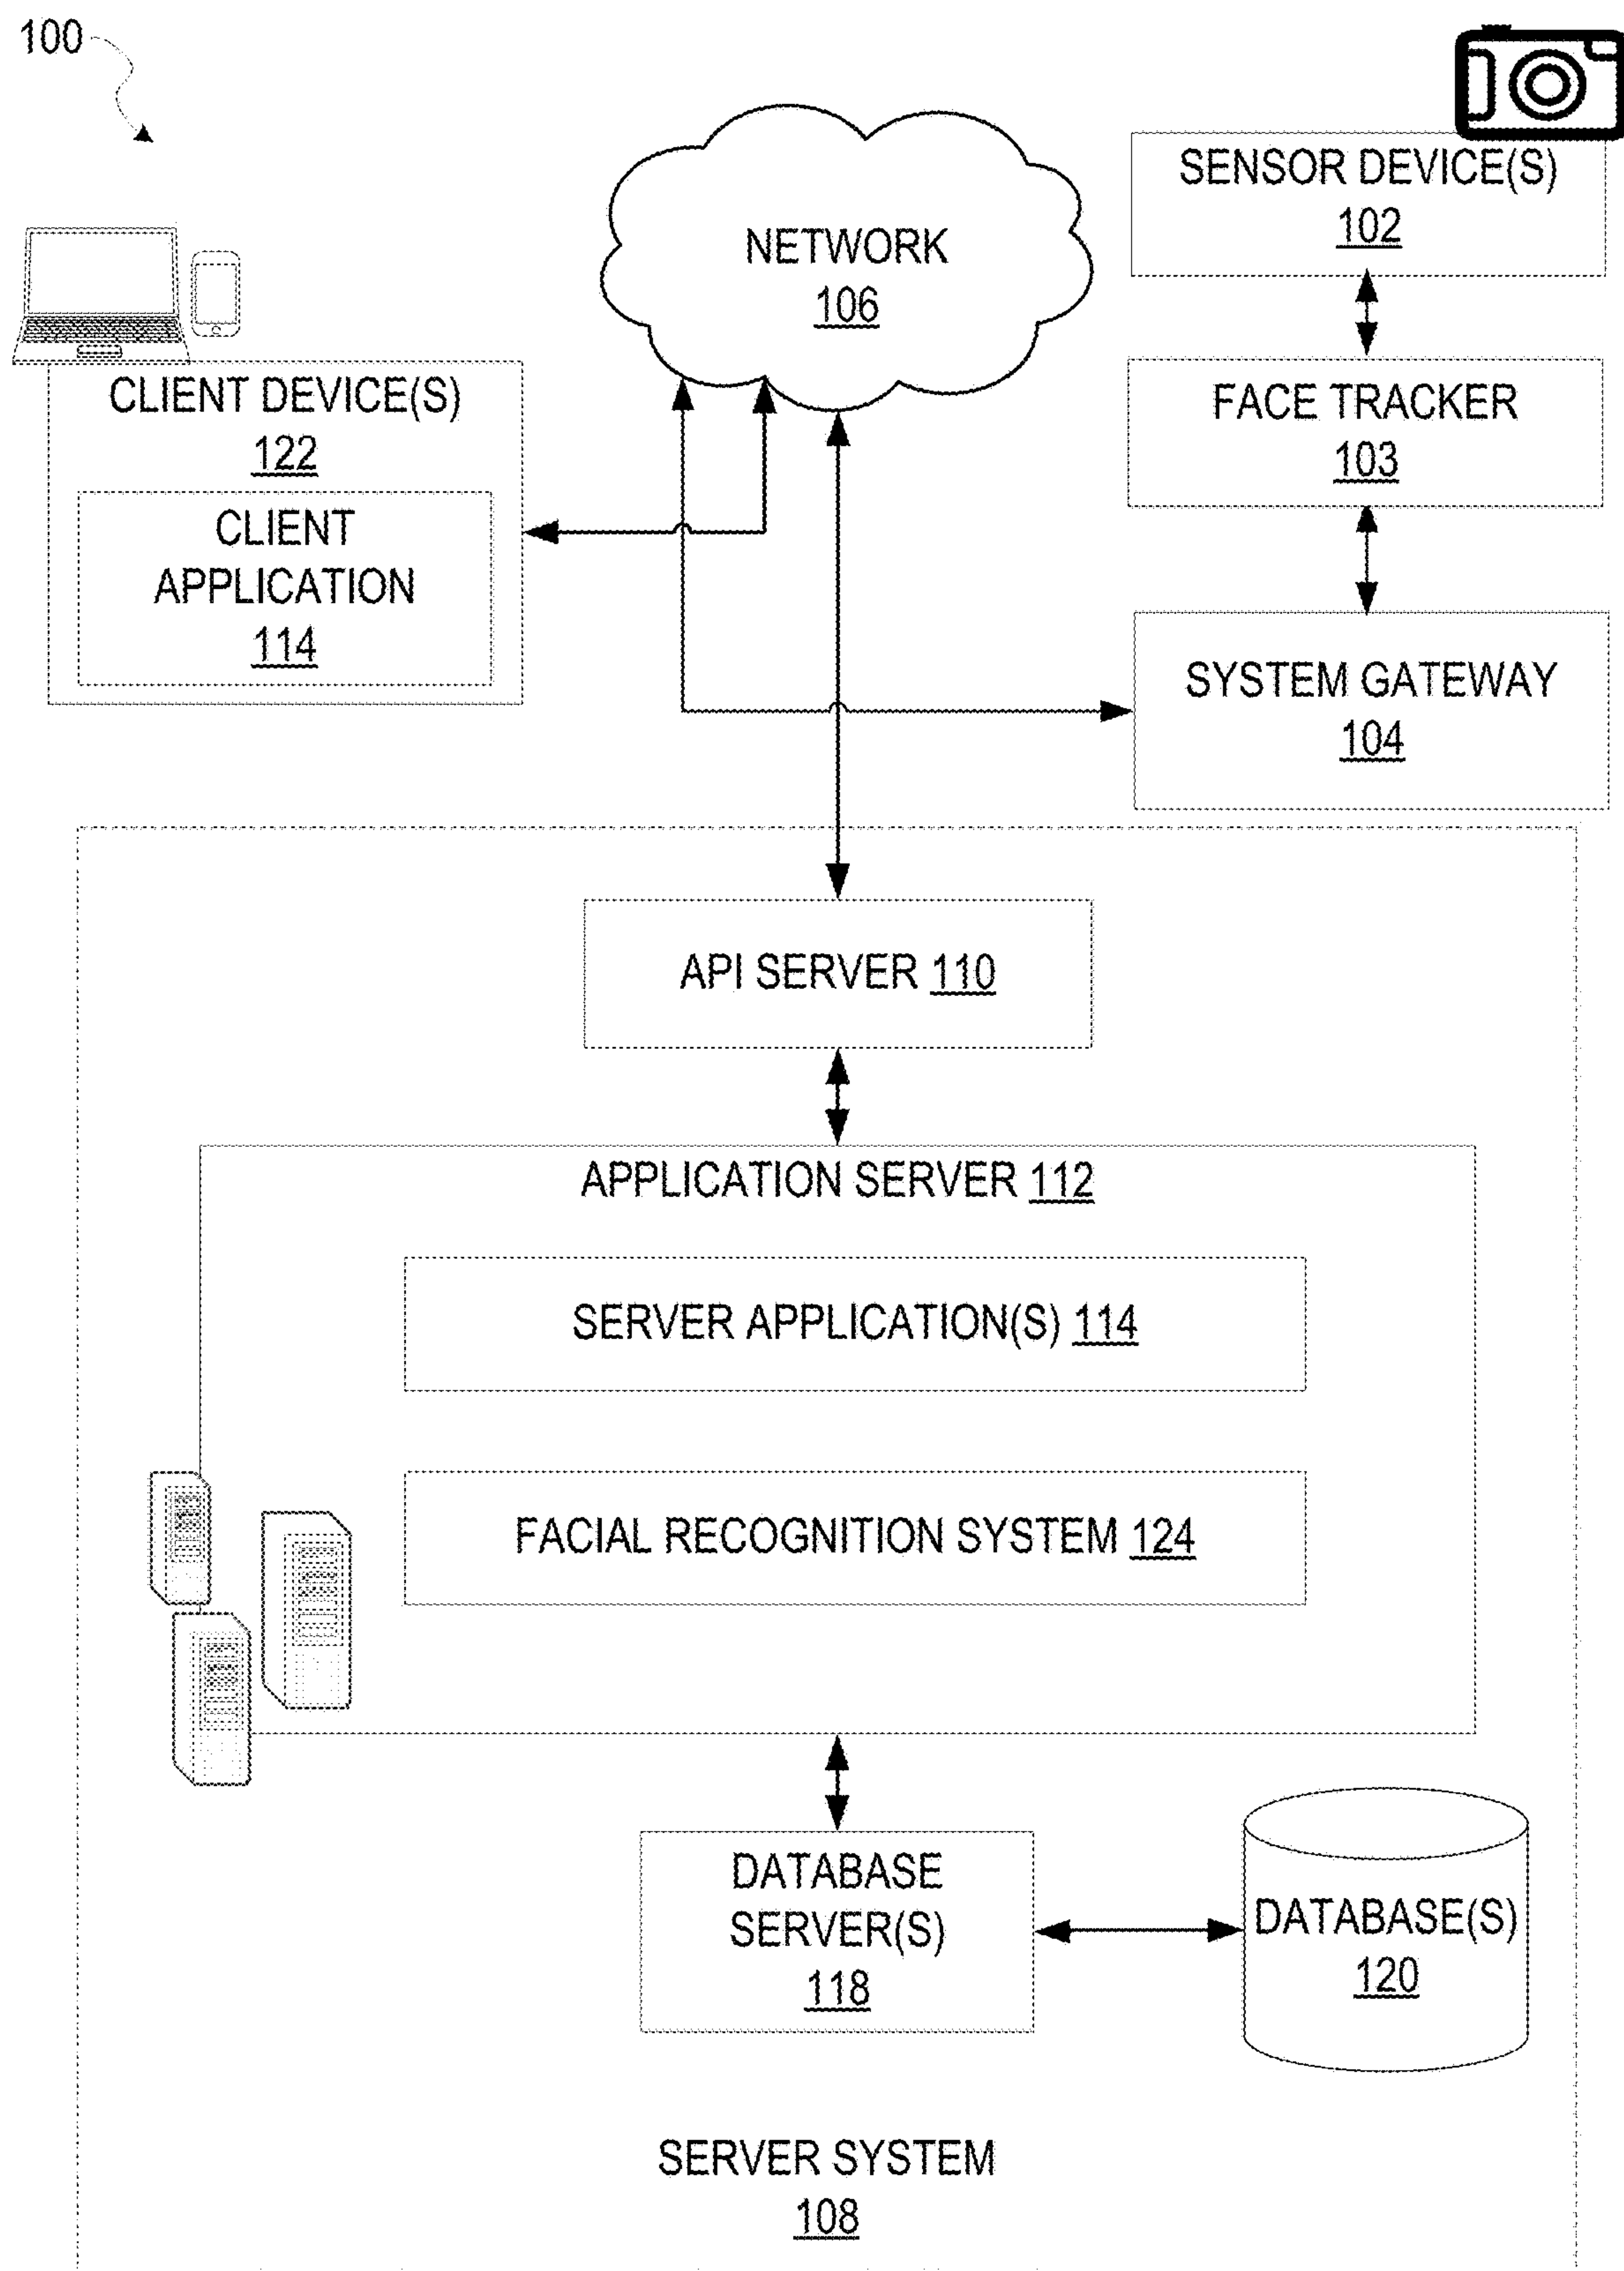 100
SENSOR DEVICE(S)
102
NETWORK
106
FACE TRACKER
103
CLIENT DEVICE(S)
122
CLIENT
APPLICATION
114
SYSTEM GATEWAY
104
API SERVER 110
APPLICATION SERVER 112
SERVER APPLICATION(S) 114
FACIAL RECOGNITION SYSTEM 124
DATABASE
SERVER(S)
118
DATABASE(S)
120
SERVER SYSTEM
108